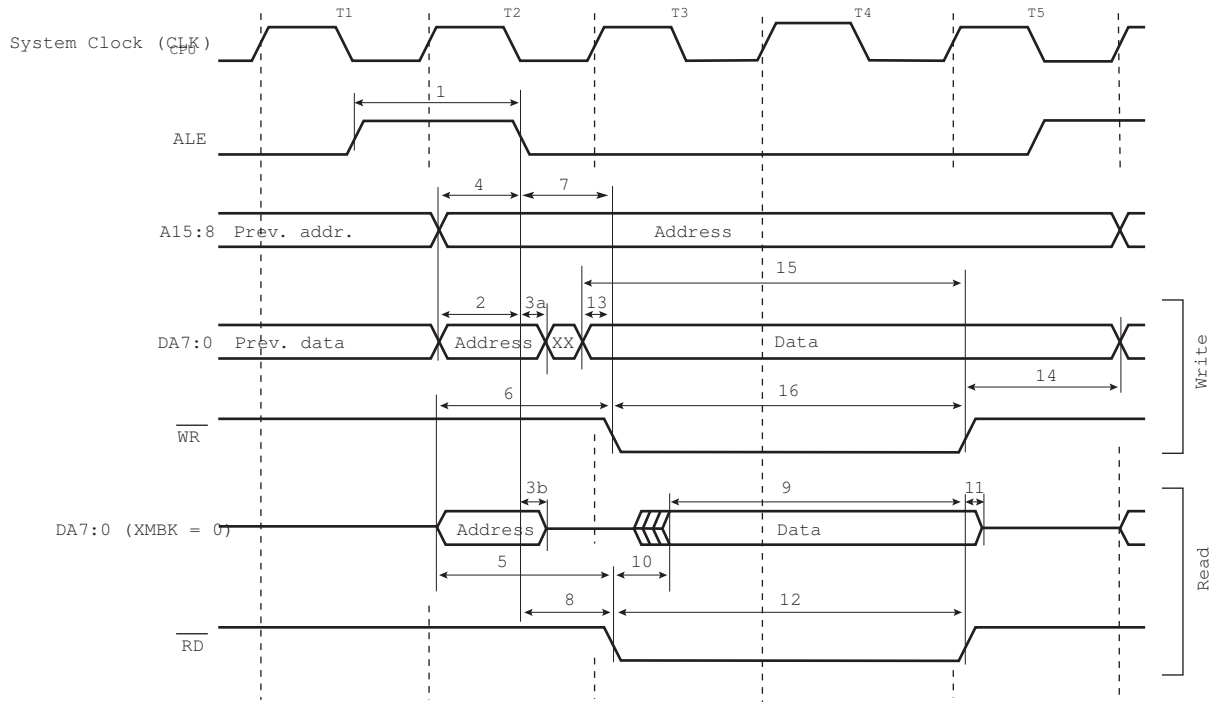 T1 T2 T3 T4 T5
System Clock (CLKCPU)
1
ALE
4 7
A15:8 Prev. addr. Address
15
2 3a 13
DA7:0 Prev. data Address XX Data
14
6 16
WR
Write
3b 9 11
DA7:0 (XMBK = 0) Address Data
5 10
8 12
RD
Read